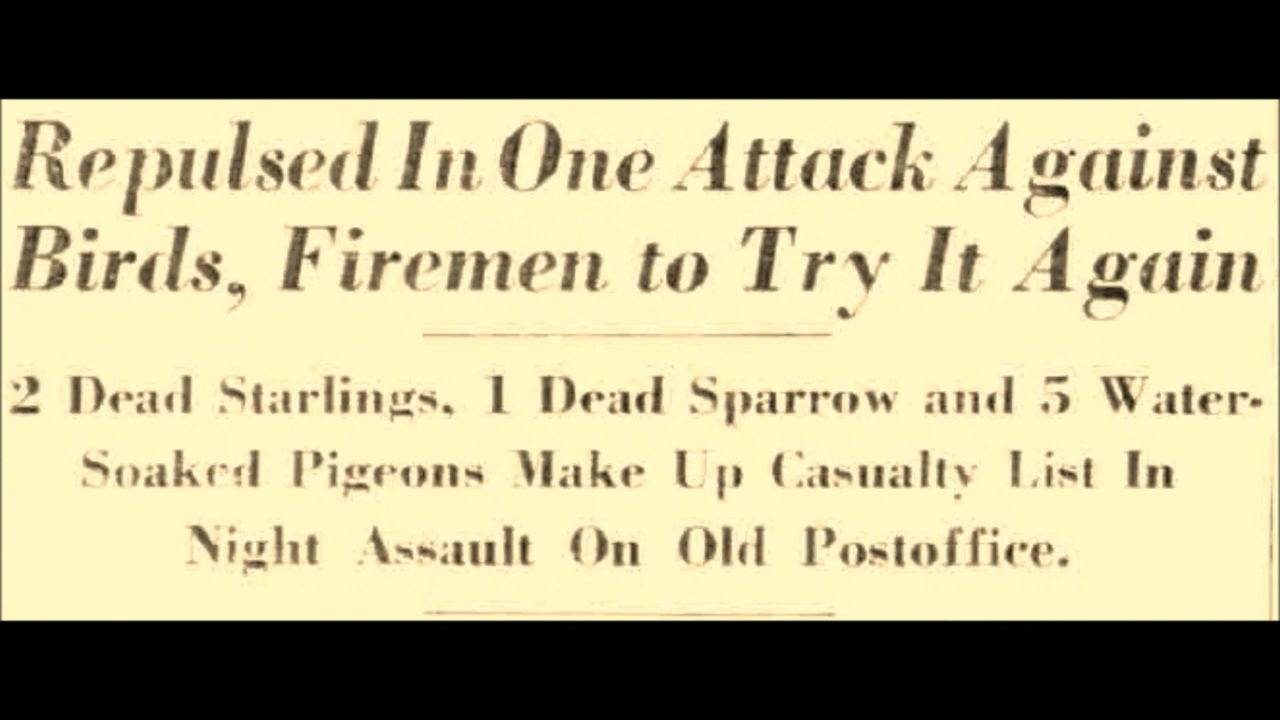 Repulsed In One Attack Against
Birds, Firemen to Try It Again
2 Dead Starlings, 1 Dead Sparrow and 5 Water-
Soaked Pigeons Make Up Casualty List In
Night Assault On Old Postoffice.